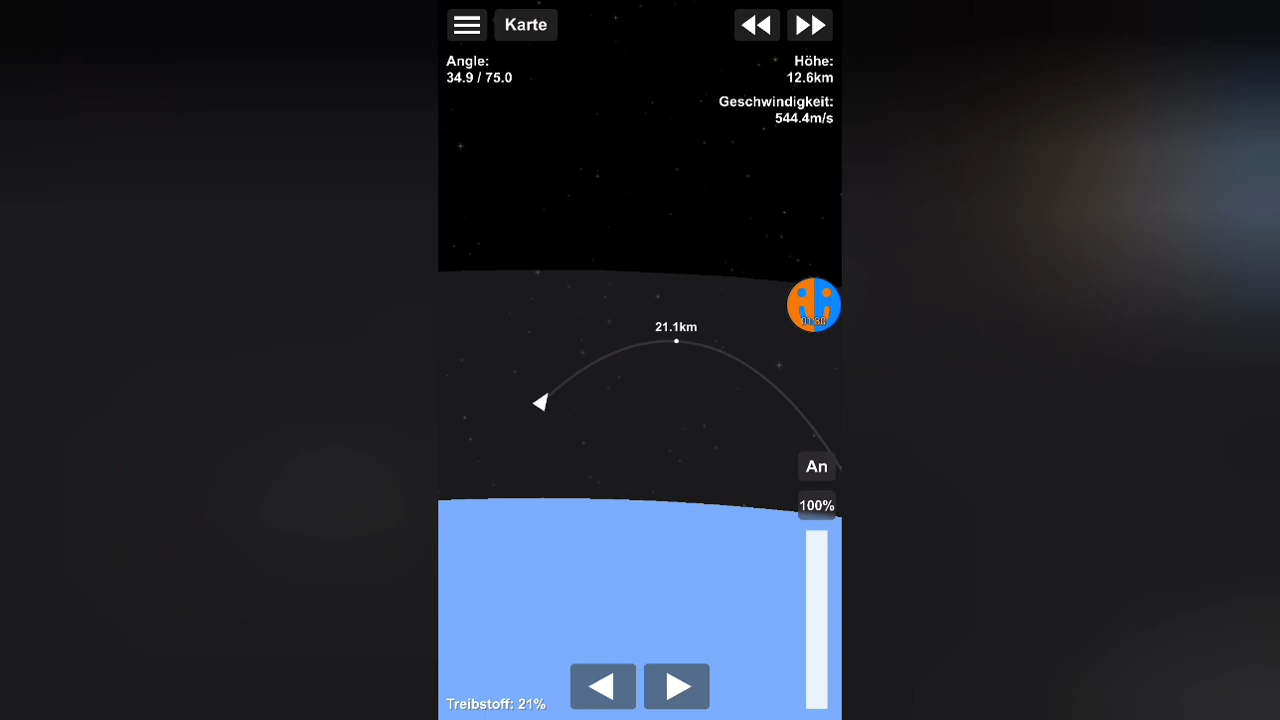 Karte
Angle:
34.9 / 75.0
Höhe:
12.6km
Geschwindigkeit:
544.4m/s
21.1km
An
100%
Treibstoff: 21%